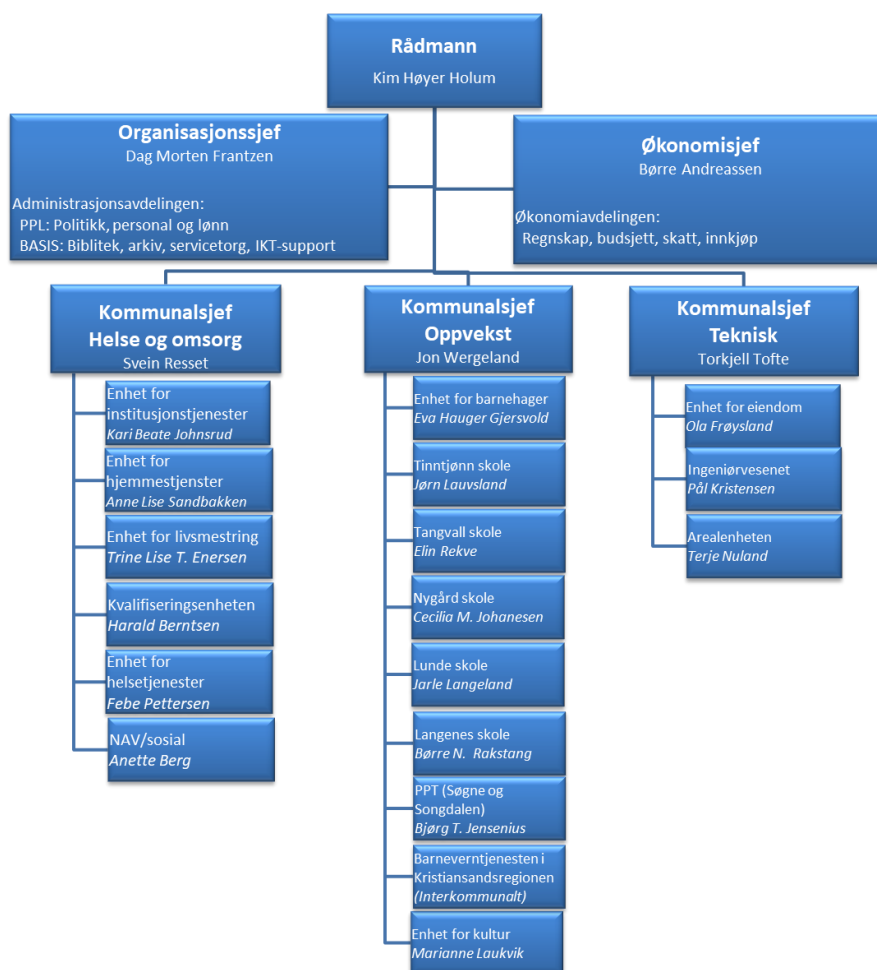 Rådmann
Kim Høyer Holum
Organisasjonssjef
Dag Morten Frantzen
Administrasjonsavdelingen:
PPL: Politikk, personal og lønn
BASIS: Biblitek, arkiv, servicetorg, IKT-support
Økonomisjef
Børre Andreassen
Økonomiavdelingen:
Regnskap, budsjett, skatt, innkjøp
Kommunalsjef
Helse og omsorg
Svein Resset
Enhet for
institusjonstjenester
Kari Beate Johnsrud
Enhet for
hjemmestjenster
Anne Lise Sandbakken
Enhet for livsmestring
Trine Lise T. Enersen
Kvalifiseringsenheten
Harald Berntsen
Enhet for
helsetjenester
Febe Pettersen
NAV/sosial
Anette Berg
Kommunalsjef
Oppvekst
Jon Wergeland
Enhet for barnehager
Eva Hauger Gjersvold
Tinntjønn skole
Jørn Lauvsland
Tangvall skole
Elin Rekve
Nygård skole
Cecilia M. Johanesen
Lunde skole
Jarle Langeland
Langenes skole
Børre N. Rakstang
PPT (Søgne og
Songdalen)
Bjørg T. Jensenius
Barneverntjenesten i
Kristiansandsregionen
(Interkommunalt)
Enhet for kultur
Marianne Laukvik
Kommunalsjef
Teknisk
Torkjell Tofte
Enhet for eiendom
Ola Frøysland
Ingeniørvesenet
Pål Kristensen
Arealenheten
Terje Nuland